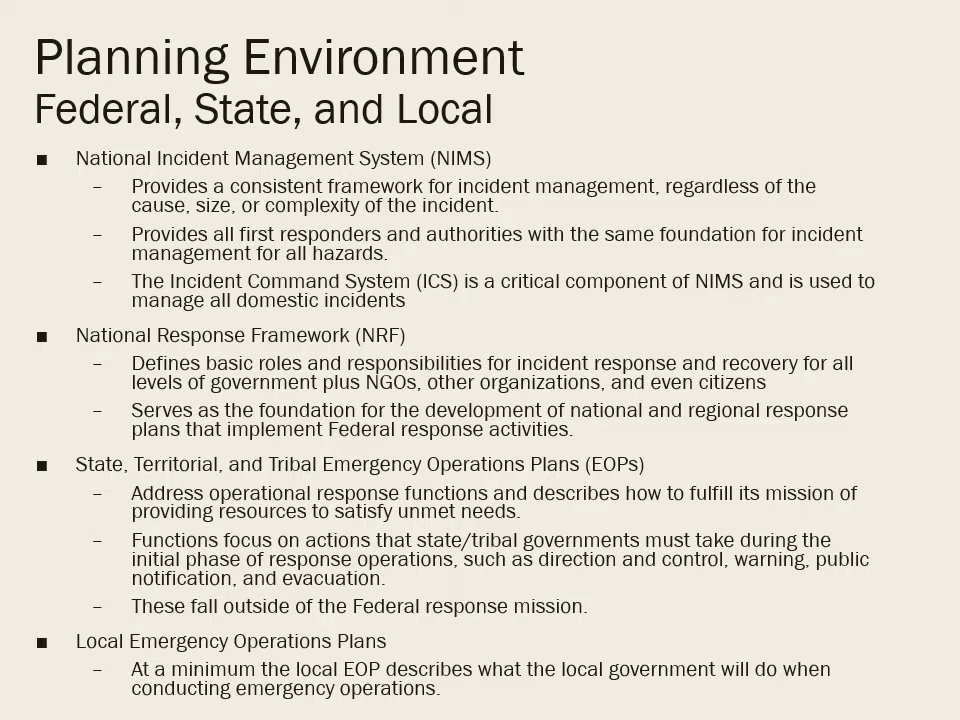 Planning Environment
Federal, State, and Local
■ National Incident Management System (NIMS)
– Provides a consistent framework for incident management, regardless of the
cause, size, or complexity of the incident.
– Provides all first responders and authorities with the same foundation for incident
management for all hazards.
– The Incident Command System (ICS) is a critical component of NIMS and is used to
manage all domestic incidents
■ National Response Framework (NRF)
– Defines basic roles and responsibilities for incident response and recovery for all
levels of government plus NGOs, other organizations, and even citizens
– Serves as the foundation for the development of national and regional response
plans that implement Federal response activities.
■ State, Territorial, and Tribal Emergency Operations Plans (EOPs)
– Address operational response functions and describes how to fulfill its mission of
providing resources to satisfy unmet needs.
– Functions focus on actions that state/tribal governments must take during the
initial phase of response operations, such as direction and control, warning, public
notification, and evacuation.
– These fall outside of the Federal response mission.
■ Local Emergency Operations Plans
– At a minimum the local EOP describes what the local government will do when
conducting emergency operations.